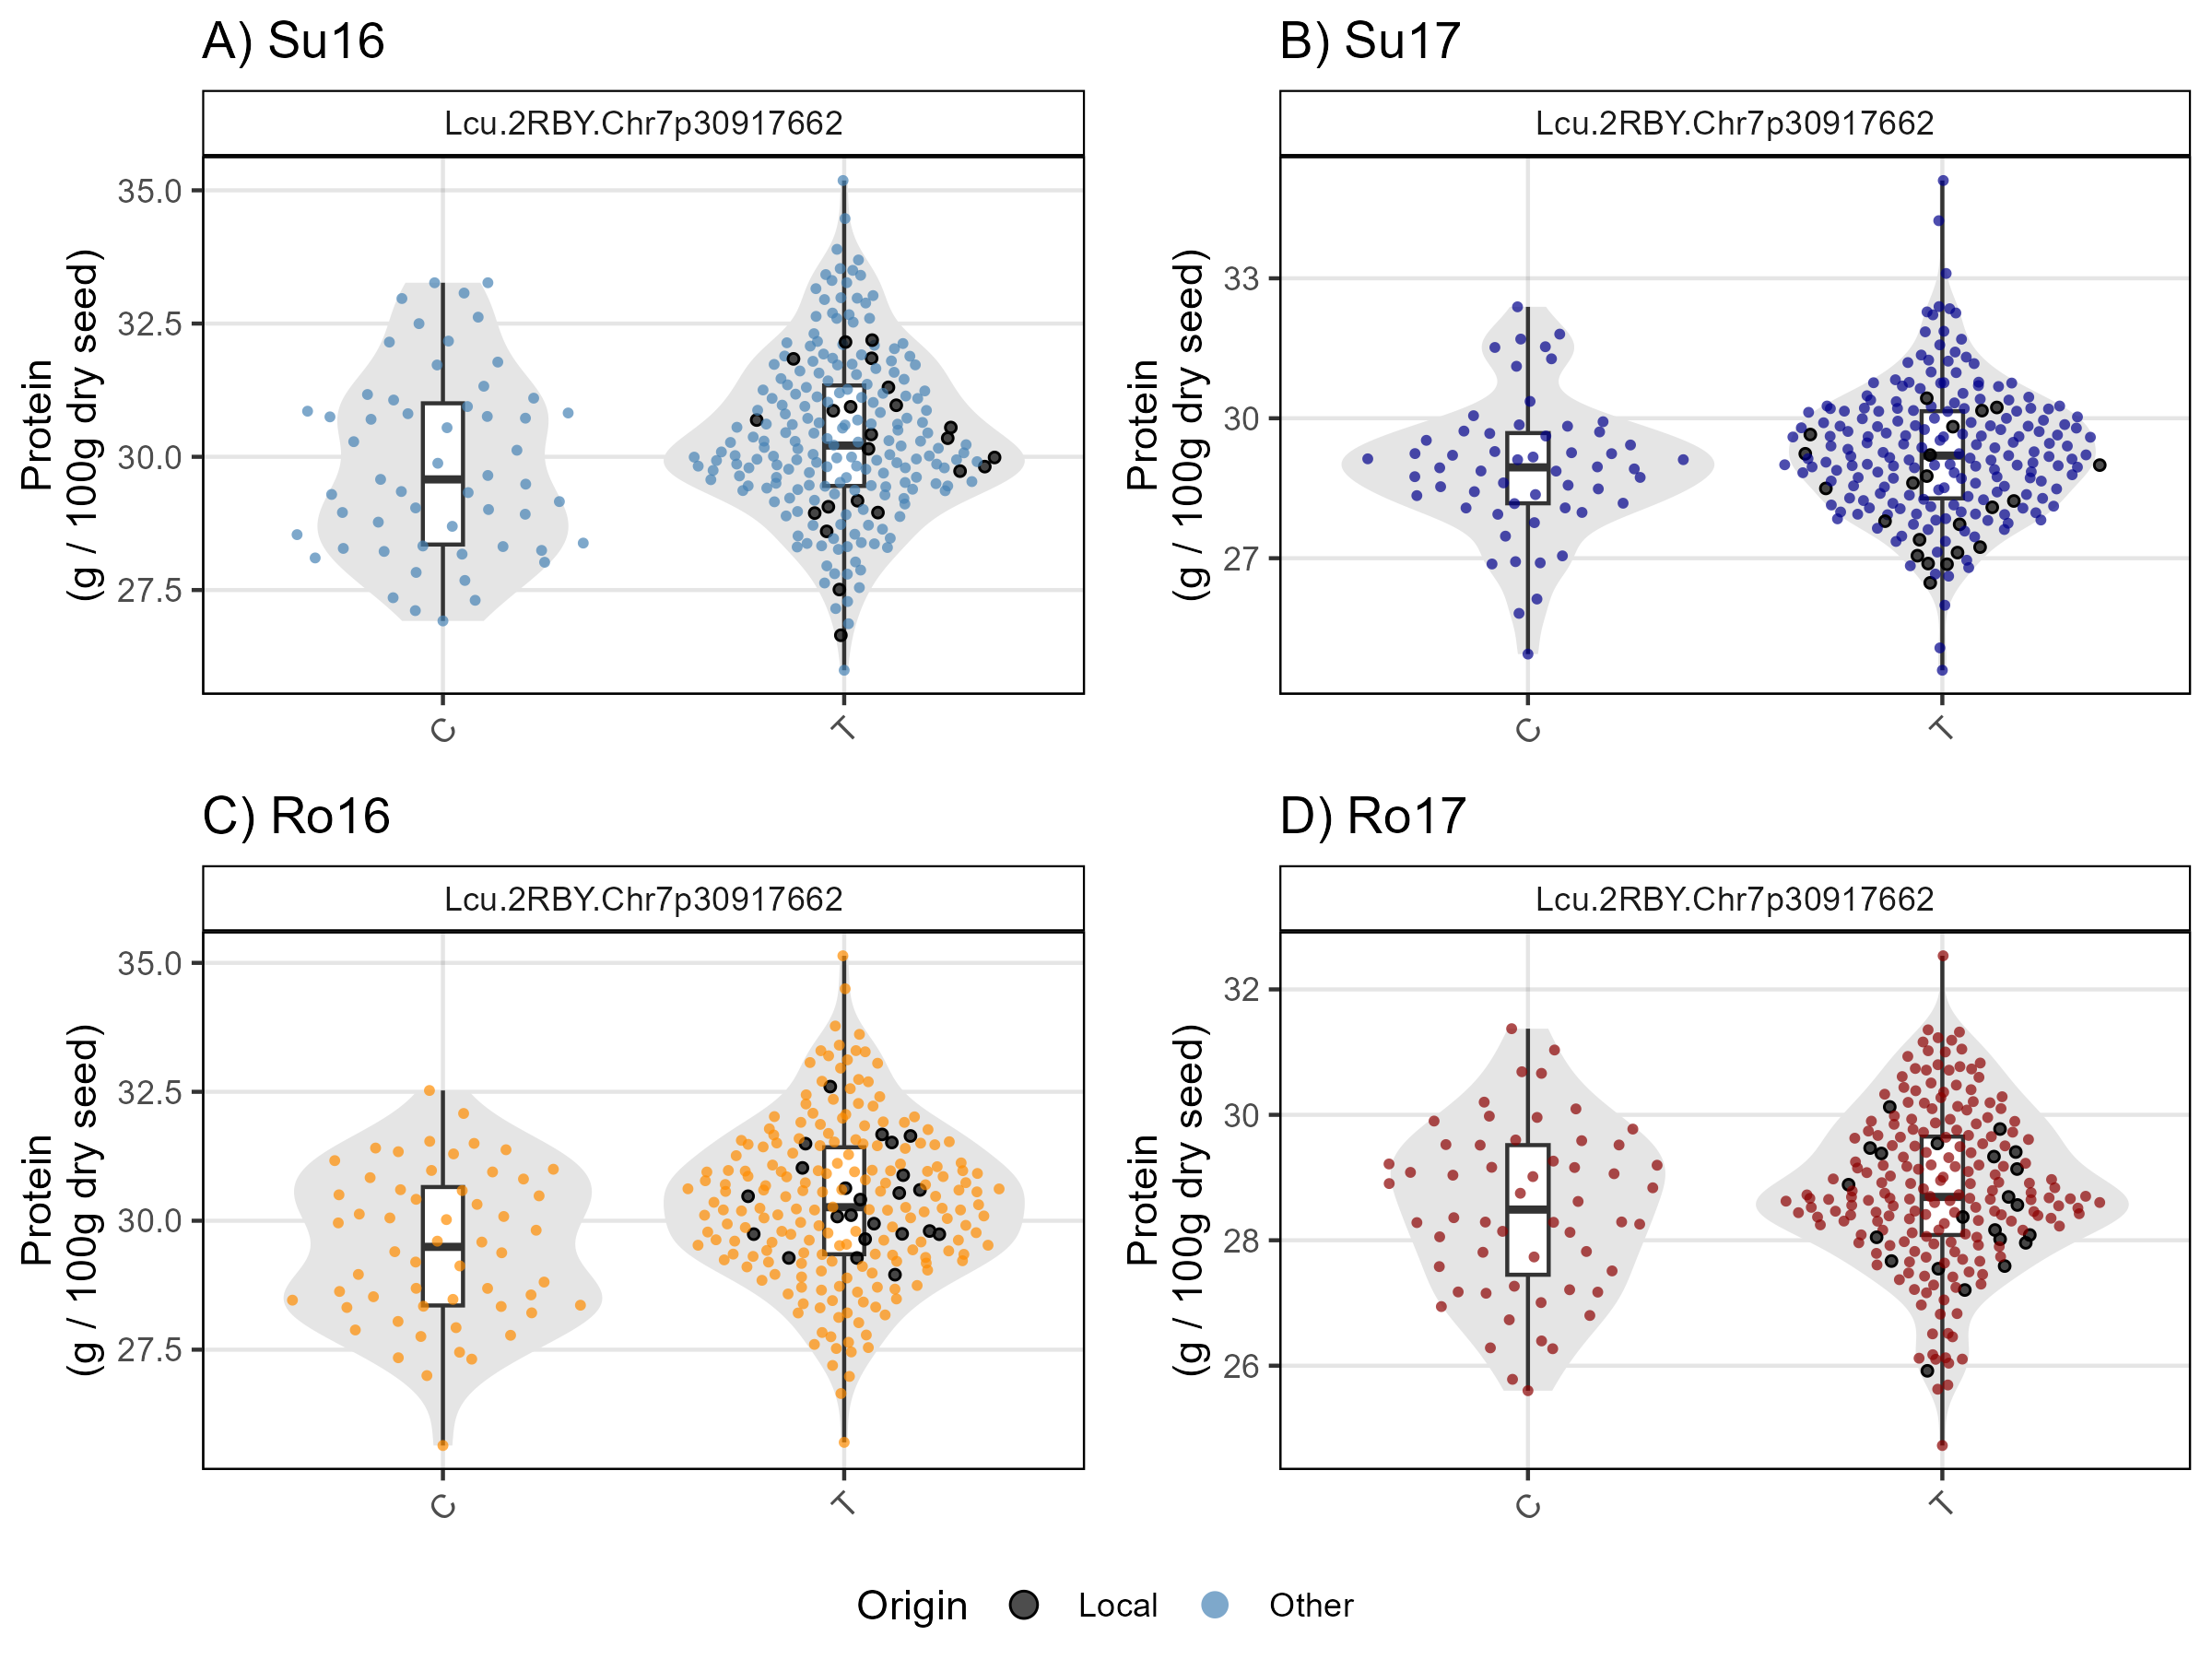 A) Su16
Lcu.2RBY.Chr7p30917662
Protein
(g / 100g dry seed)
35.0
32.5
30.0
27.5
C
T
B) Su17
Lcu.2RBY.Chr7p30917662
Protein
(g / 100g dry seed)
33
30
27
C
T
C) Ro16
Lcu.2RBY.Chr7p30917662
Protein
(g / 100g dry seed)
35.0
32.5
30.0
27.5
C
T
D) Ro17
Lcu.2RBY.Chr7p30917662
Protein
(g / 100g dry seed)
32
30
28
26
C
T
Origin Local Other